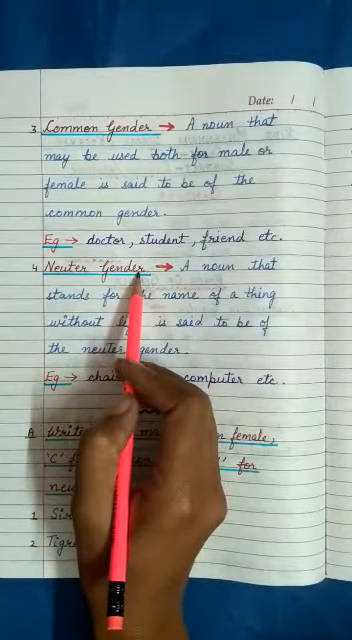 Date: / /
3 Common Gender → A noun that
may be used both for male or
female is said to be of the
common gender.
Eg → doctor, student, friend etc.
4 Neuter Gender → A noun that
stands for the name of a thing
without is said to be of
the neuter gender.
Eg → computer etc.
female,
'C' for
1
2